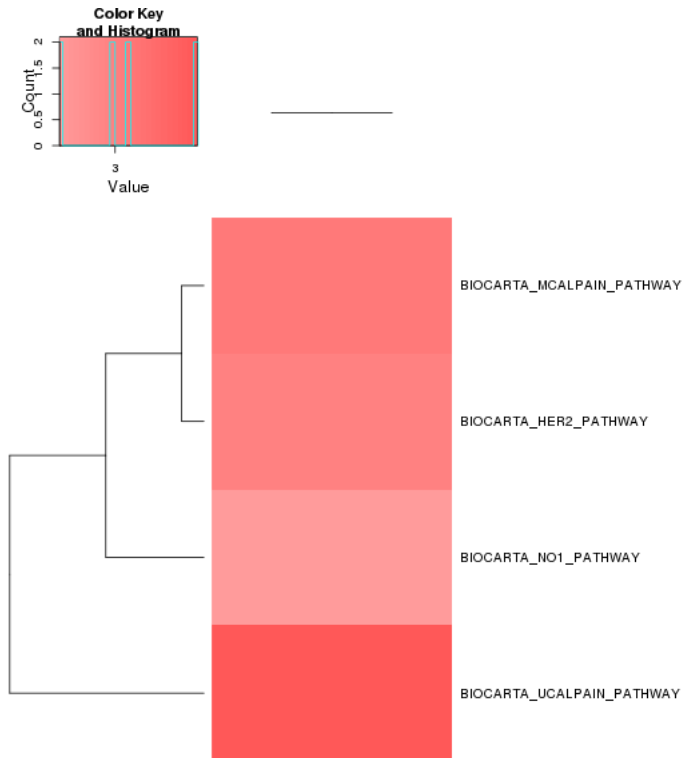 Color Key
and Histogram
Count
0
0.5
1
1.5
2
3
Value
BIOCARTA_MCALPAIN_PATHWAY
BIOCARTA_HER2_PATHWAY
BIOCARTA_NO1_PATHWAY
BIOCARTA_UCALPAIN_PATHWAY